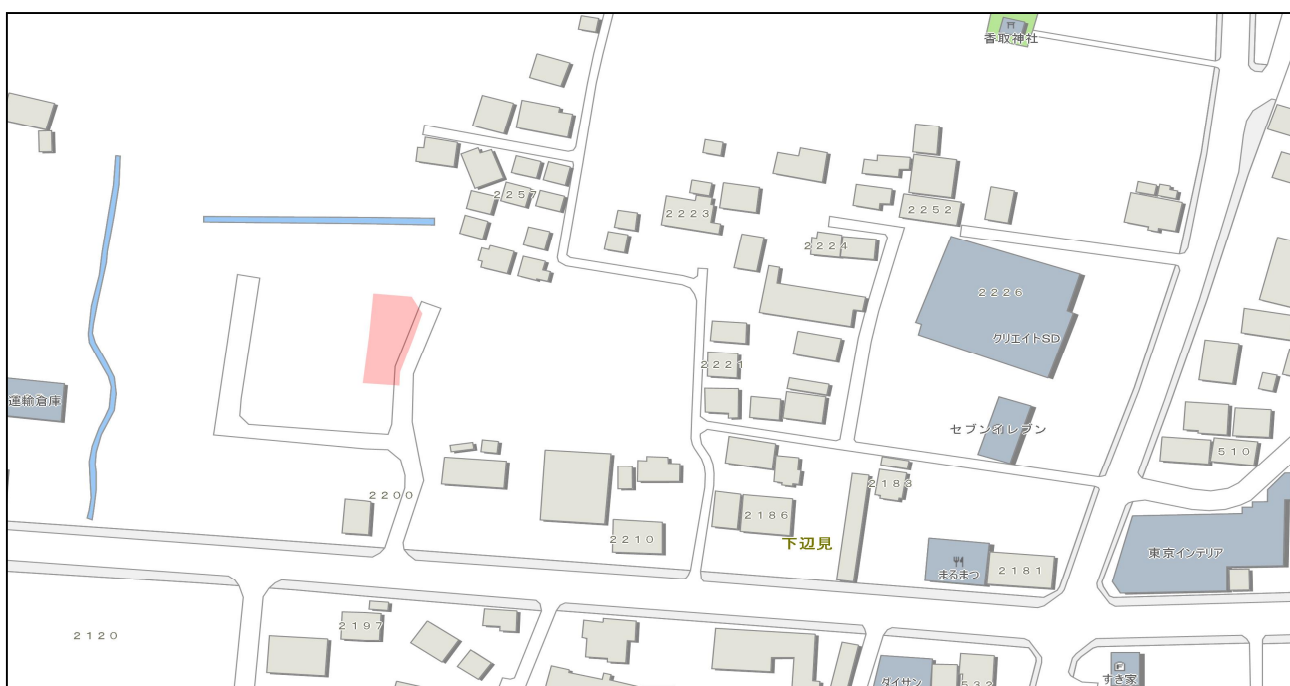 香取神社
2257
2223
2252
2224
2226
クリエイトSD
2221
運輸倉庫
セブンイレブン
510
2183
2200
2186
2210
下辺見
東京インテリア
まるまつ
2181
2197
2120
ダイサン
532
すき家